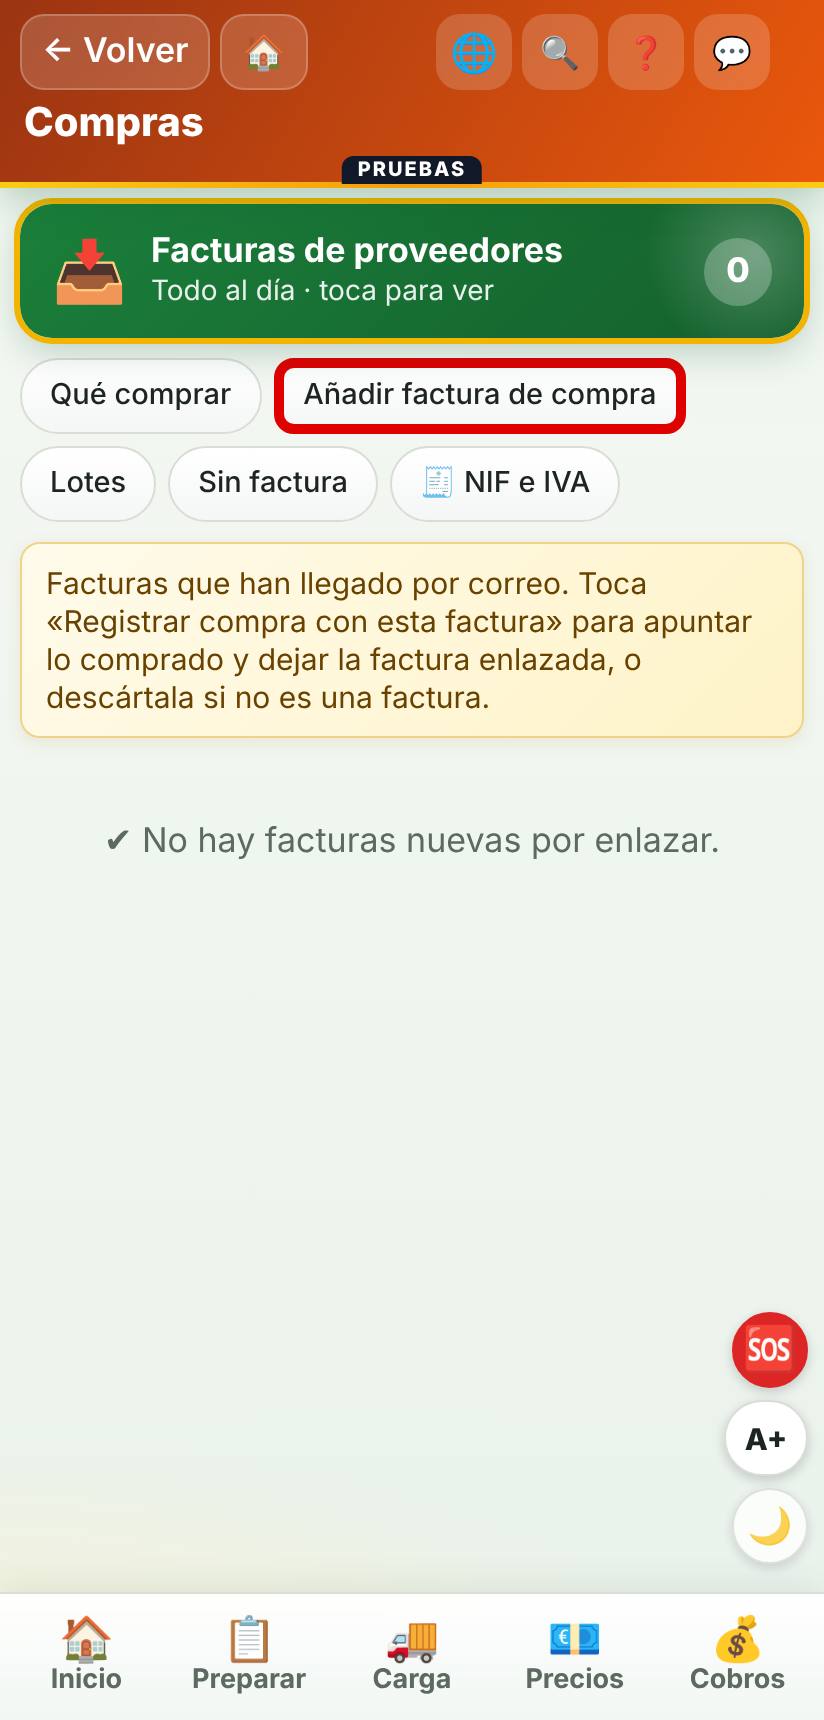 ← Volver
Compras
PRUEBAS
Facturas de proveedores
Todo al día · toca para ver
0
Qué comprar
Añadir factura de compra
Lotes
Sin factura
NIF e IVA
Facturas que han llegado por correo. Toca
«Registrar compra con esta factura» para apuntar
lo comprado y dejar la factura enlazada, o
descártala si no es una factura.
✔ No hay facturas nuevas por enlazar.
SOS
A+
Inicio
Preparar
Carga
Precios
Cobros